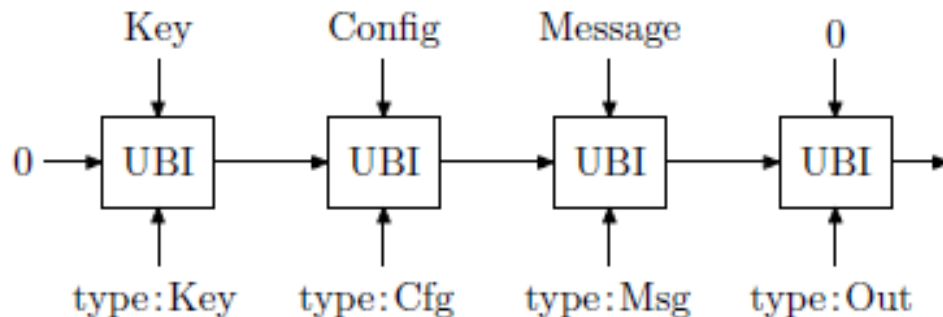 Key Config Message 0
0 UBI UBI UBI UBI
type:Key type:Cfg type:Msg type:Out